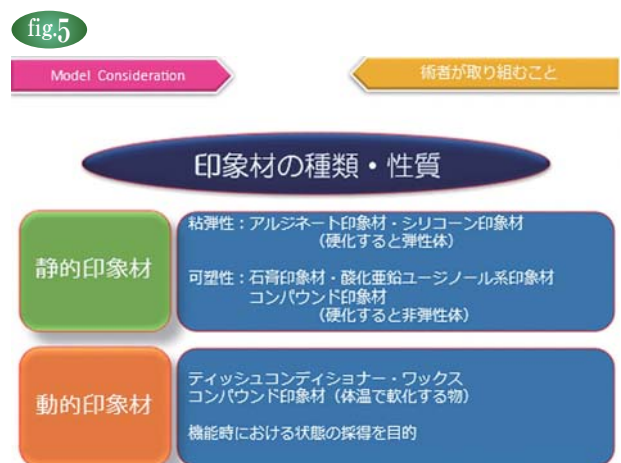 fig.5
Model Consideration
術者が取り組むこと
印象材の種類・性質
静的印象材
粘弾性：アルジネート印象材・シリコーン印象材
（硬化すると弾性体）
可塑性：石膏印象材・酸化亜鉛ユージノール系印象材
コンパウンド印象材
（硬化すると非弾性体）
動的印象材
ティッシュコンディショナー・ワックス
コンパウンド印象材（体温で軟化する物）
機能時における状態の採得を目的